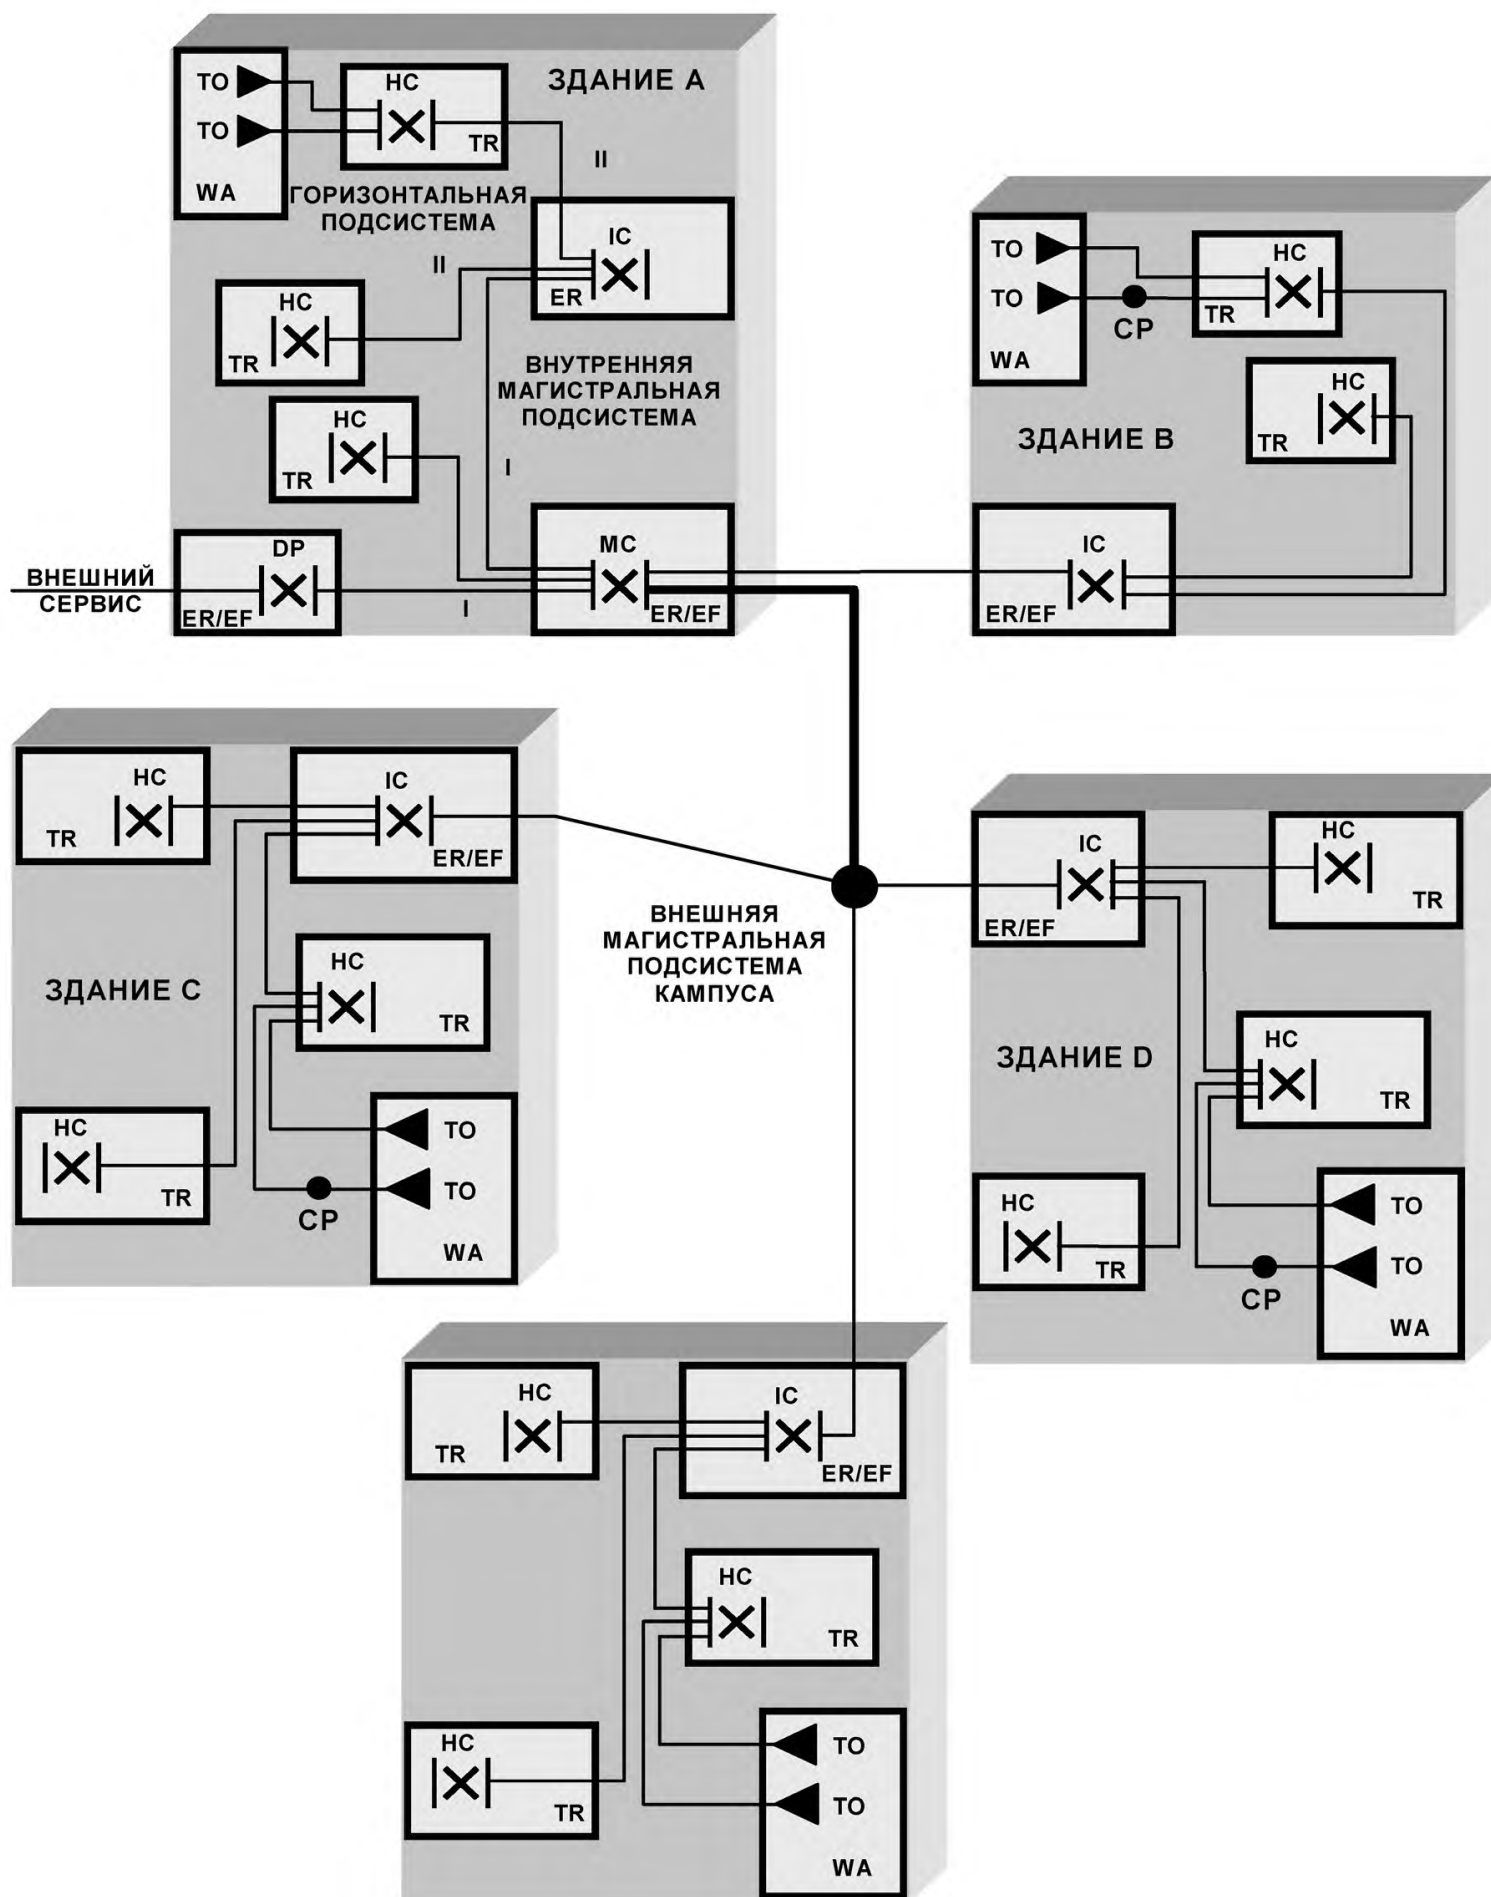 TO
HC
ЗДАНИЕ A
TO
TR
II
WA
ГОРИЗОНТАЛЬНАЯ
ПОДСИСТЕМА
IC
II
ER
HC
TR
ВНУТРЕННЯЯ
МАГИСТРАЛЬНАЯ
ПОДСИСТЕМА
HC
TR
I
DP
MC
ВНЕШНИЙ
СЕРВИС
ER/EF
I
ER/EF
TO
HC
TO
CP
TR
WA
HC
TR
ЗДАНИЕ B
IC
ER/EF
HC
TR
IC
ER/EF
HC
TR
ЗДАНИЕ C
HC
TR
TO
CP
TO
WA
ВНЕШНЯЯ
МАГИСТРАЛЬНАЯ
ПОДСИСТЕМА
КАМПУСА
IC
ER/EF
HC
TR
ЗДАНИЕ D
HC
TR
HC
TR
TO
CP
TO
WA
HC
TR
IC
ER/EF
HC
TR
HC
TR
TO
TO
WA